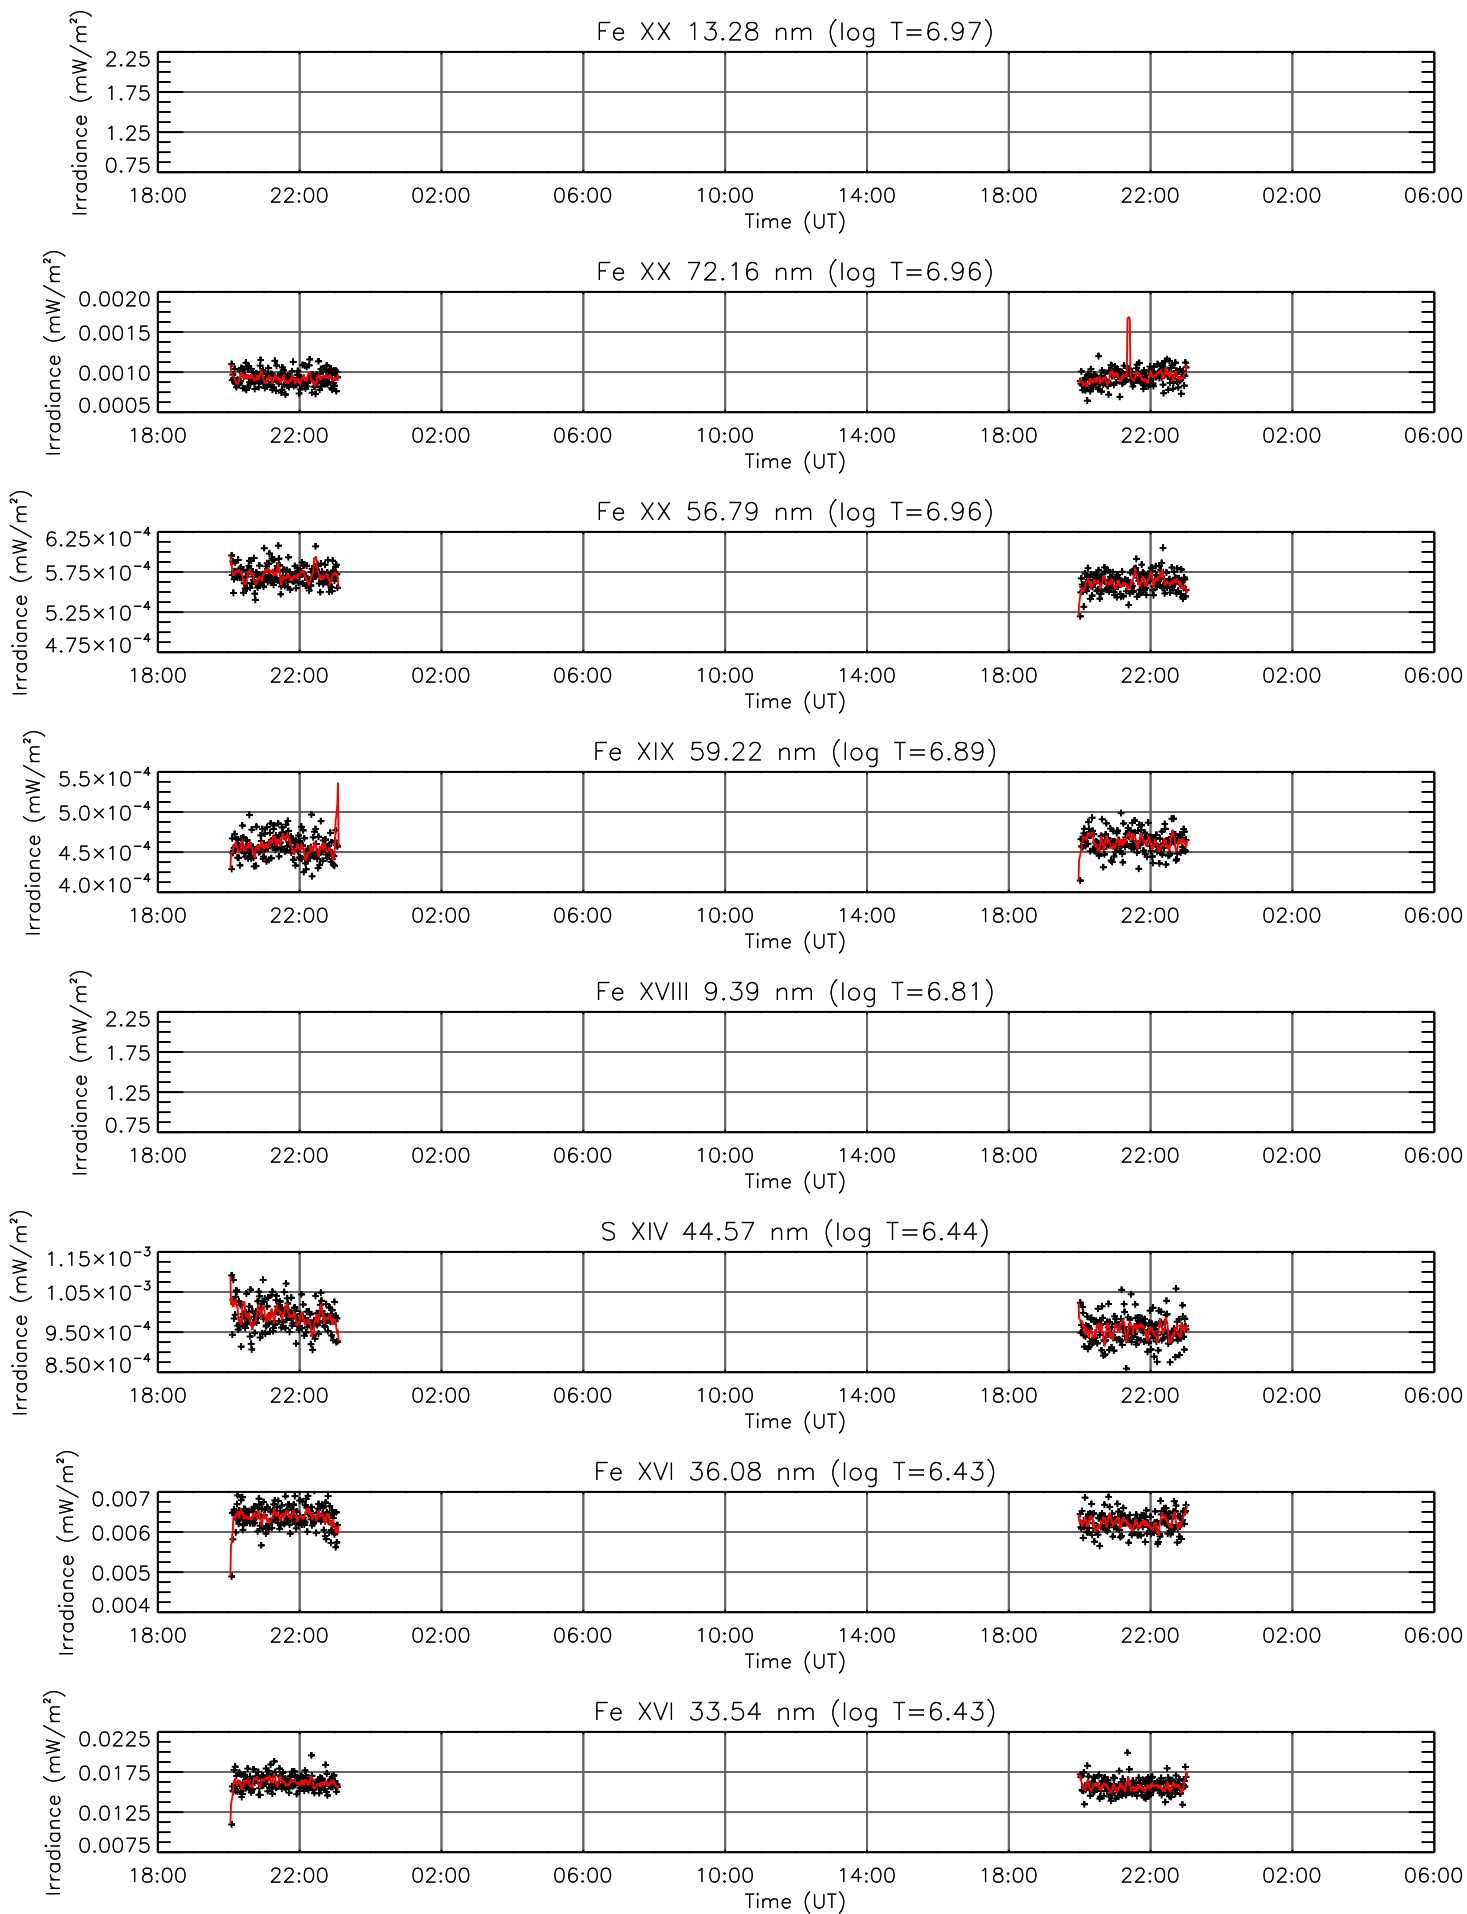 Fe XX 13.28 nm (log T=6.97)
Irradiance (mW/m²)
2.25
1.75
1.25
0.75
18:00 22:00 02:00 06:00 10:00 14:00 18:00 22:00 02:00 06:00
Time (UT)
Fe XX 72.16 nm (log T=6.96)
Irradiance (mW/m²)
0.0020
0.0015
0.0010
0.0005
18:00 22:00 02:00 06:00 10:00 14:00 18:00 22:00 02:00 06:00
Time (UT)
Fe XX 56.79 nm (log T=6.96)
Irradiance (mW/m²)
6.25×10⁻⁴
5.75×10⁻⁴
5.25×10⁻⁴
4.75×10⁻⁴
18:00 22:00 02:00 06:00 10:00 14:00 18:00 22:00 02:00 06:00
Time (UT)
Fe XIX 59.22 nm (log T=6.89)
Irradiance (mW/m²)
5.5×10⁻⁴
5.0×10⁻⁴
4.5×10⁻⁴
4.0×10⁻⁴
18:00 22:00 02:00 06:00 10:00 14:00 18:00 22:00 02:00 06:00
Time (UT)
Fe XVIII 9.39 nm (log T=6.81)
Irradiance (mW/m²)
2.25
1.75
1.25
0.75
18:00 22:00 02:00 06:00 10:00 14:00 18:00 22:00 02:00 06:00
Time (UT)
S XIV 44.57 nm (log T=6.44)
Irradiance (mW/m²)
1.15×10⁻³
1.05×10⁻³
9.50×10⁻⁴
8.50×10⁻⁴
18:00 22:00 02:00 06:00 10:00 14:00 18:00 22:00 02:00 06:00
Time (UT)
Fe XVI 36.08 nm (log T=6.43)
Irradiance (mW/m²)
0.007
0.006
0.005
0.004
18:00 22:00 02:00 06:00 10:00 14:00 18:00 22:00 02:00 06:00
Time (UT)
Fe XVI 33.54 nm (log T=6.43)
Irradiance (mW/m²)
0.0225
0.0175
0.0125
0.0075
18:00 22:00 02:00 06:00 10:00 14:00 18:00 22:00 02:00 06:00
Time (UT)